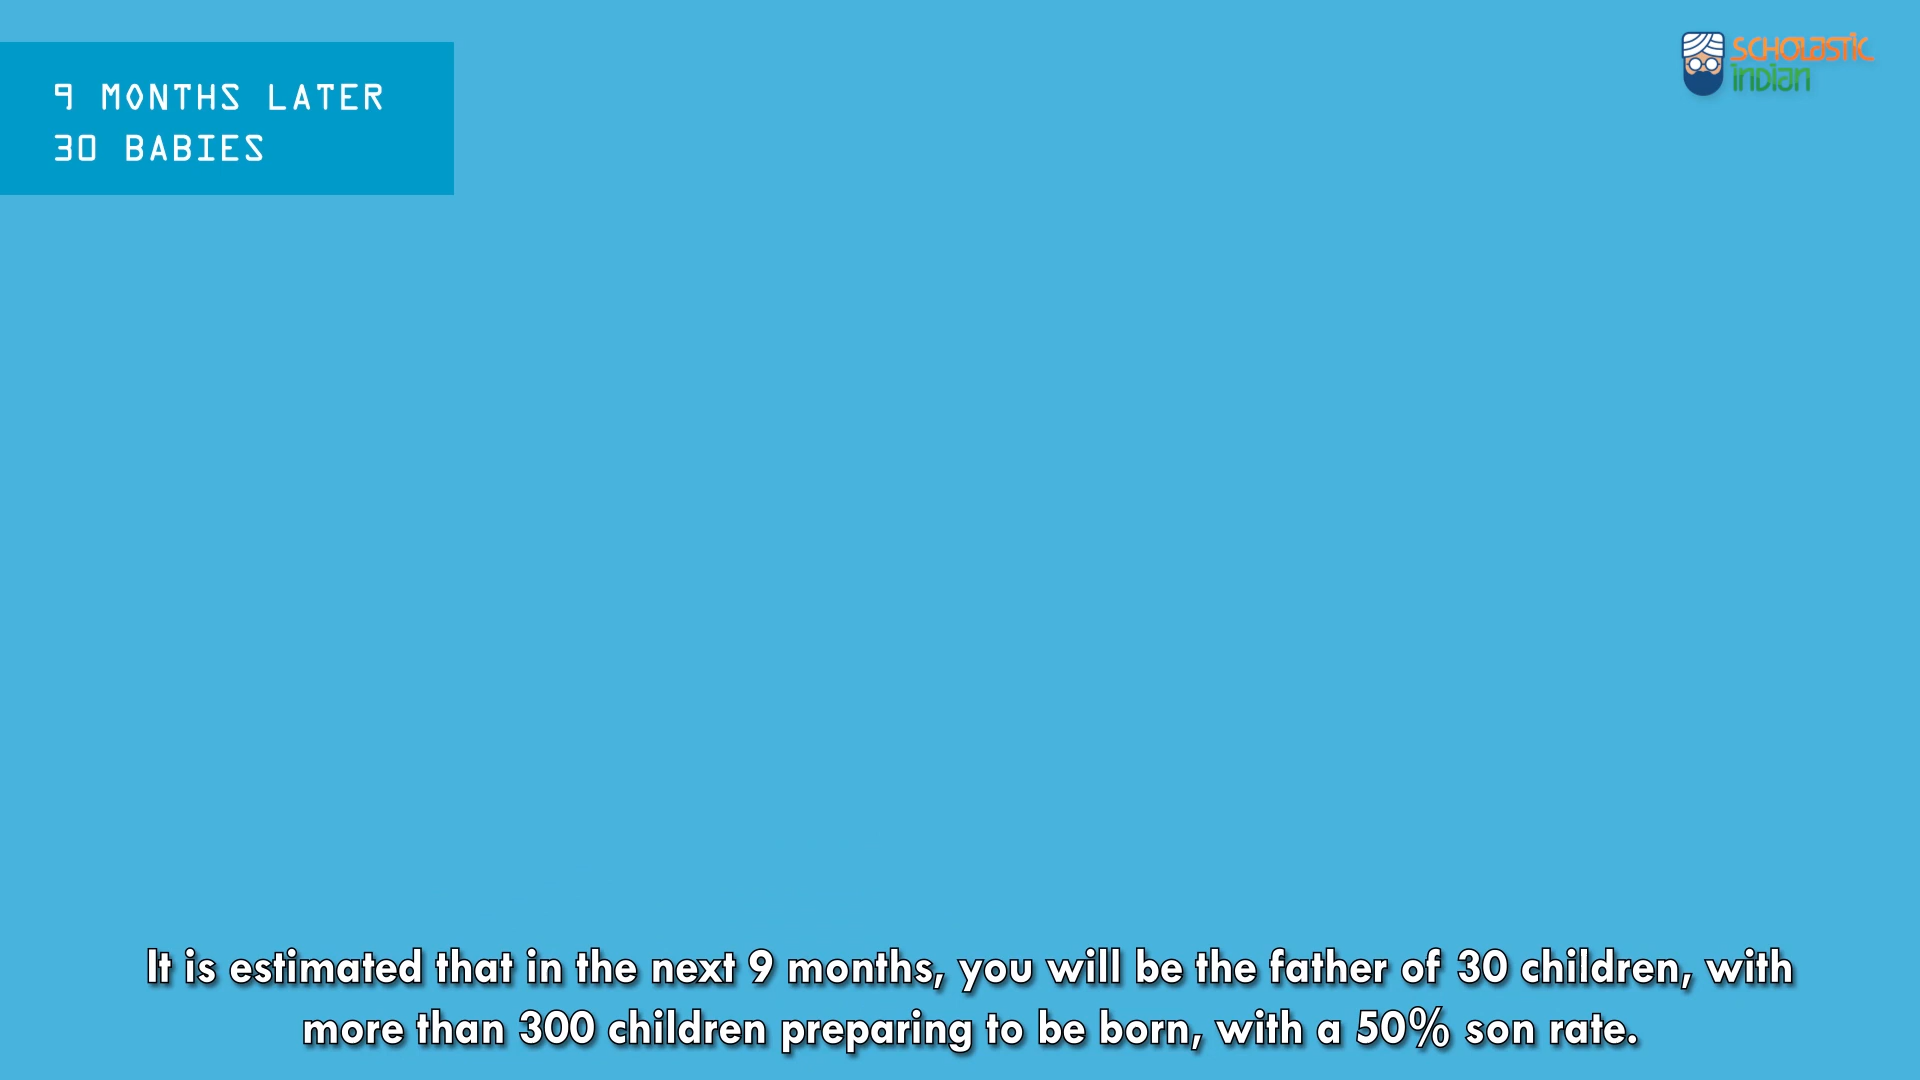 9 MONTHS LATER
30 BABIES
SCHOLASTIC
INDIAN
It is estimated that in the next 9 months, you will be the father of 30 children, with
more than 300 children preparing to be born, with a 50% son rate.